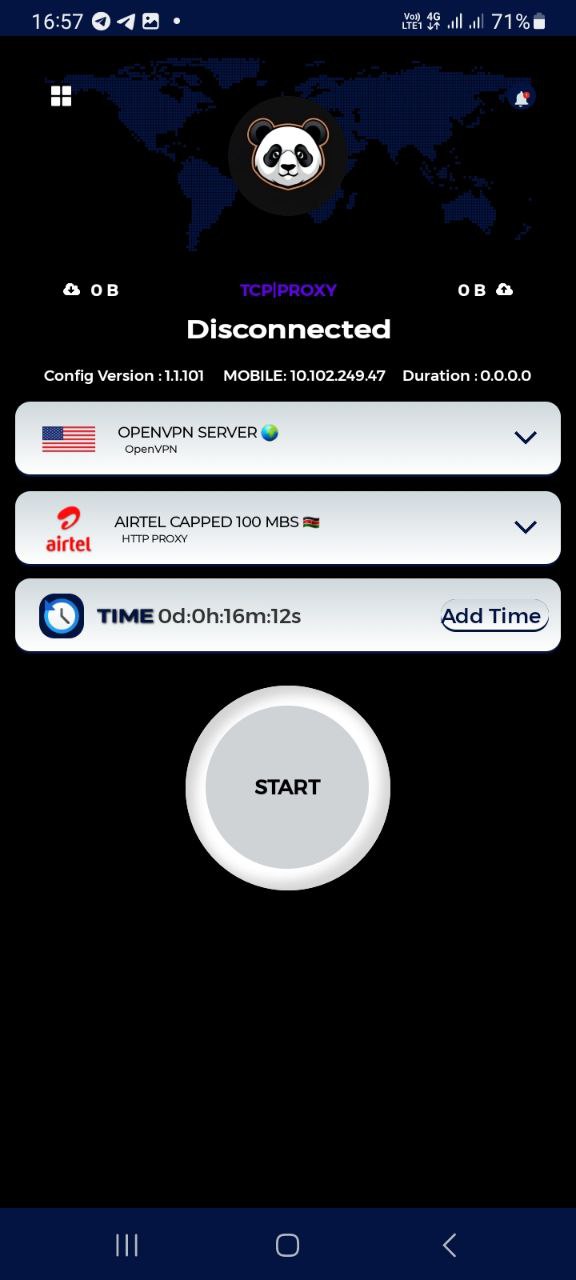 16:57
Vo)) LTE1 4G 71%
0 B TCP|PROXY 0 B
Disconnected
Config Version : 1.1.101 MOBILE: 10.102.249.47 Duration : 0.0.0.0
OPENVPN SERVER 🌍
OpenVPN
airtel
AIRTEL CAPPED 100 MBS 🇰🇪
HTTP PROXY
TIME 0d:0h:16m:12s Add Time
START